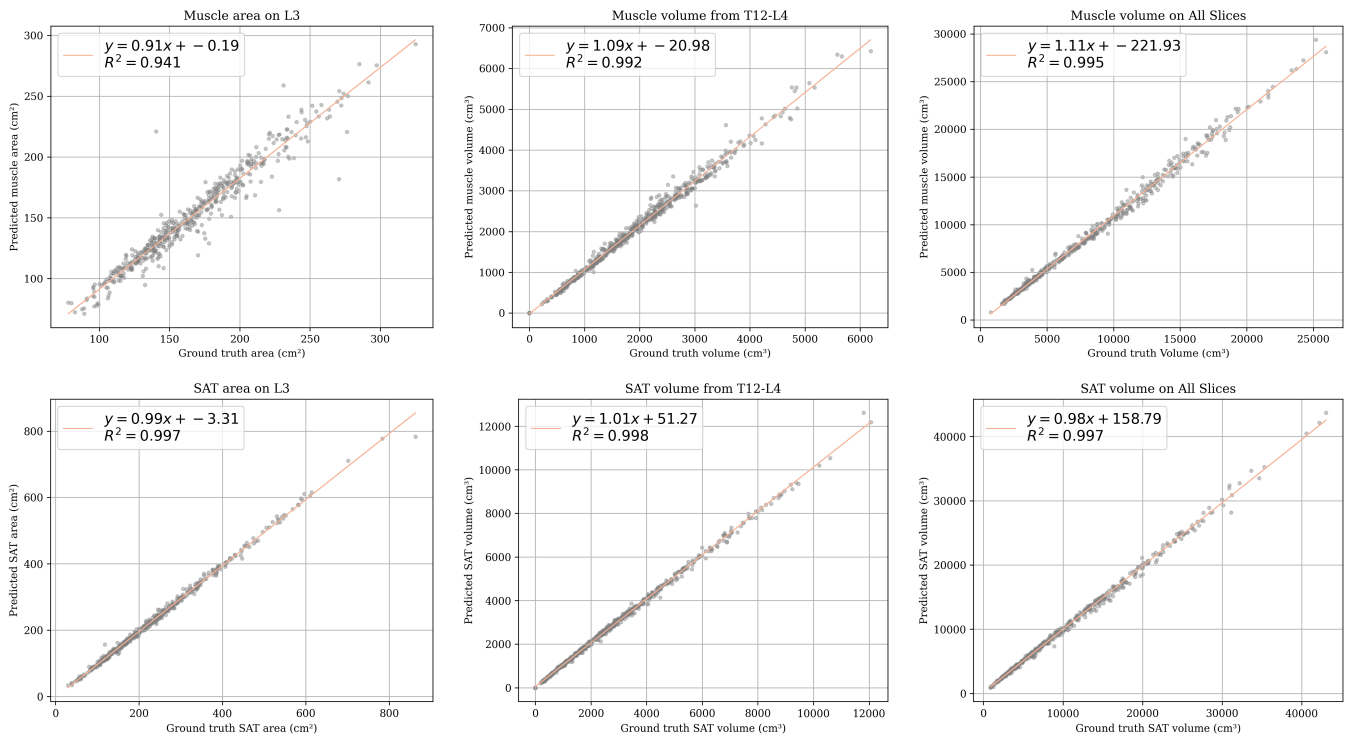 Muscle area on L3
y = 0.91x + −0.19
R² = 0.941
300
250
200
150
100
Predicted muscle area (cm²)
100 150 200 250 300
Ground truth area (cm²)
Muscle volume from T12-L4
y = 1.09x + −20.98
R² = 0.992
7000
6000
5000
4000
3000
2000
1000
0
Predicted muscle volume (cm³)
0 1000 2000 3000 4000 5000 6000
Ground truth volume (cm³)
Muscle volume on All Slices
y = 1.11x + −221.93
R² = 0.995
30000
25000
20000
15000
10000
5000
0
Predicted muscle volume (cm³)
0 5000 10000 15000 20000 25000
Ground truth Volume (cm³)
SAT area on L3
y = 0.99x + −3.31
R² = 0.997
800
600
400
200
0
Predicted SAT area (cm²)
0 200 400 600 800
Ground truth SAT area (cm²)
SAT volume from T12-L4
y = 1.01x + 51.27
R² = 0.998
12000
10000
8000
6000
4000
2000
0
Predicted SAT volume (cm³)
0 2000 4000 6000 8000 10000 12000
Ground truth SAT volume (cm³)
SAT volume on All Slices
y = 0.98x + 158.79
R² = 0.997
40000
30000
20000
10000
0
Predicted SAT volume (cm³)
0 10000 20000 30000 40000
Ground truth SAT volume (cm³)